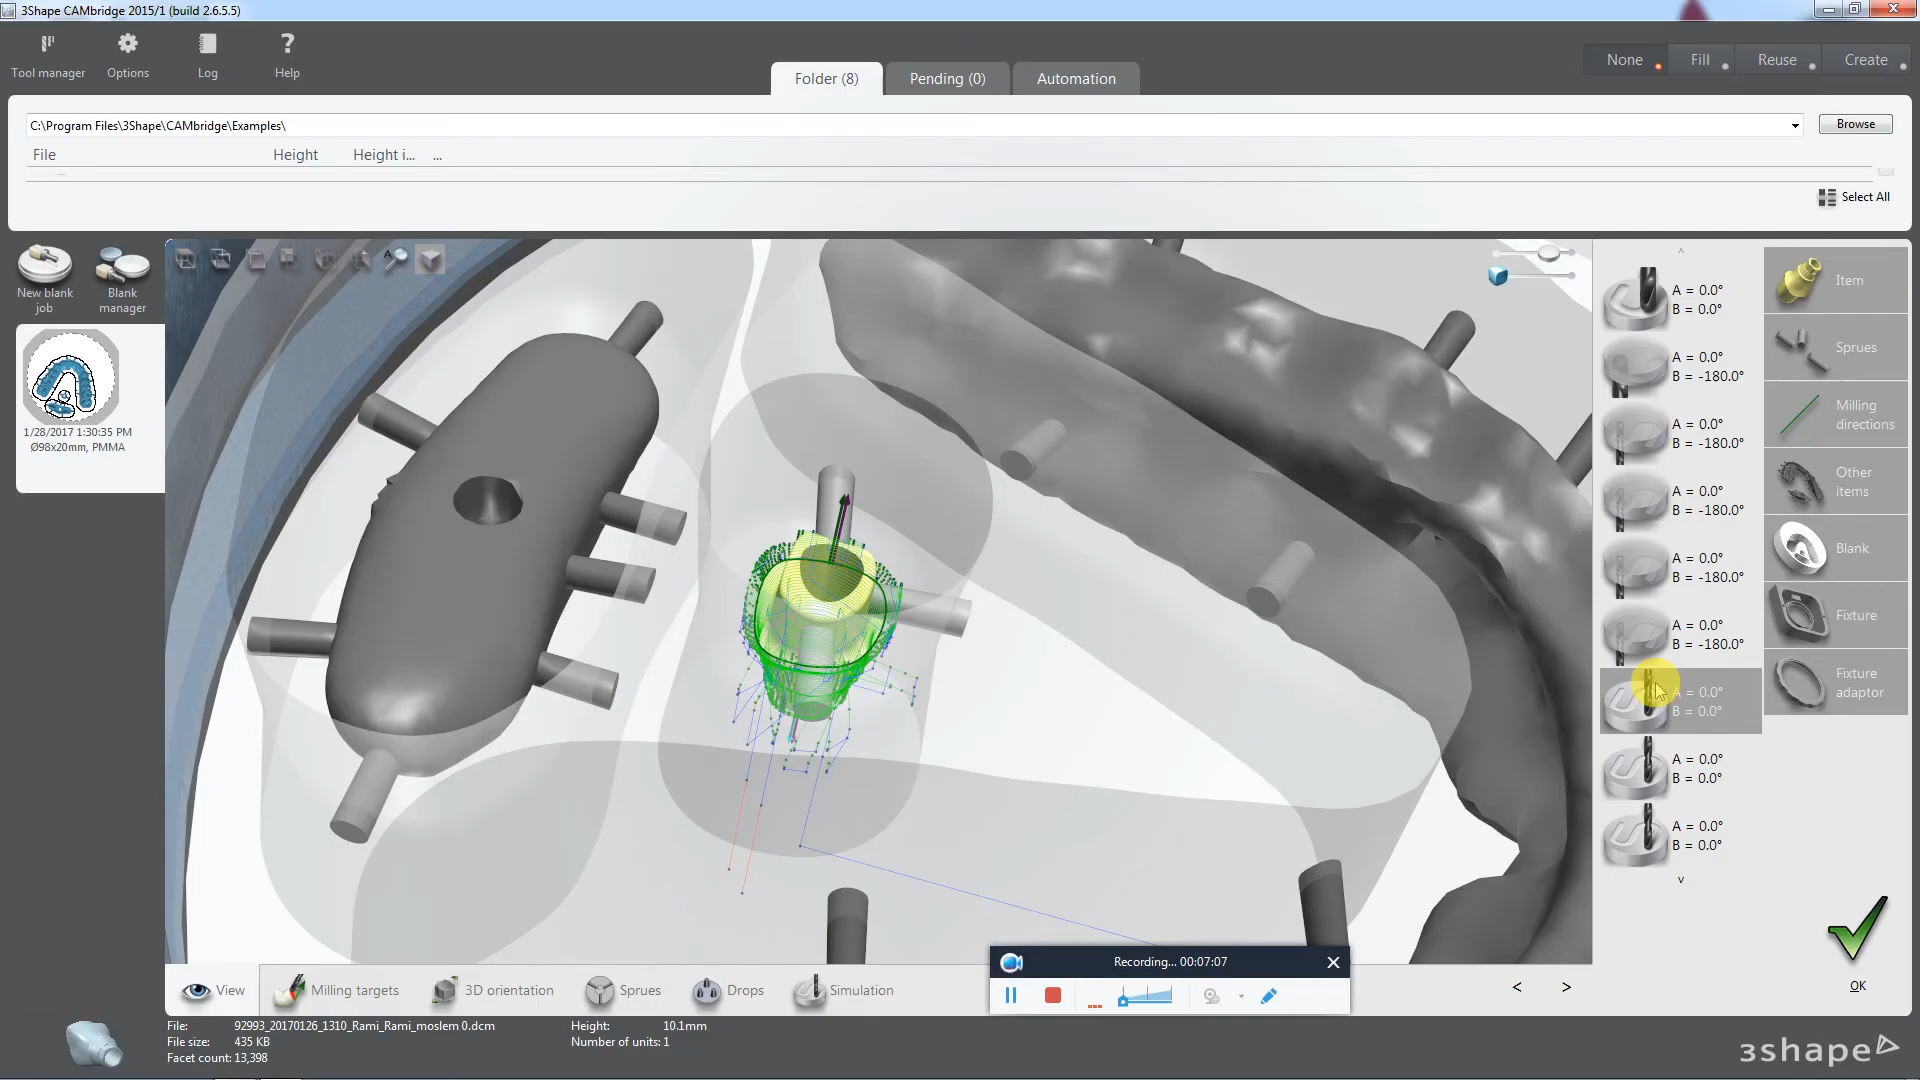 3Shape CAMbridge 2015/1 (build 2.6.5.5)
Tool manager
Options
Log
Help
Folder (8)
Pending (0)
Automation
None
Fill
Reuse
Create
C:\Program Files\3Shape\CAMbridge\Examples\
Browse
File
Height
Height i...
...
Select All
New blank
job
Blank
manager
1/28/2017 1:30:35 PM
Ø98x20mm, PMMA
A = 0.0°
B = 0.0°
A = 0.0°
B = -180.0°
A = 0.0°
B = -180.0°
A = 0.0°
B = -180.0°
A = 0.0°
B = -180.0°
A = 0.0°
B = -180.0°
A = 0.0°
B = 0.0°
A = 0.0°
B = 0.0°
A = 0.0°
B = 0.0°
Item
Sprues
Milling
directions
Other
items
Blank
Fixture
Fixture
adaptor
OK
Recording... 00:07:07
View
Milling targets
3D orientation
Sprues
Drops
Simulation
< >
File: 92993_20170126_1310_Rami_Rami_moslem 0.dcm
File size: 435 KB
Facet count: 13,398
Height: 10.1mm
Number of units: 1
3shape